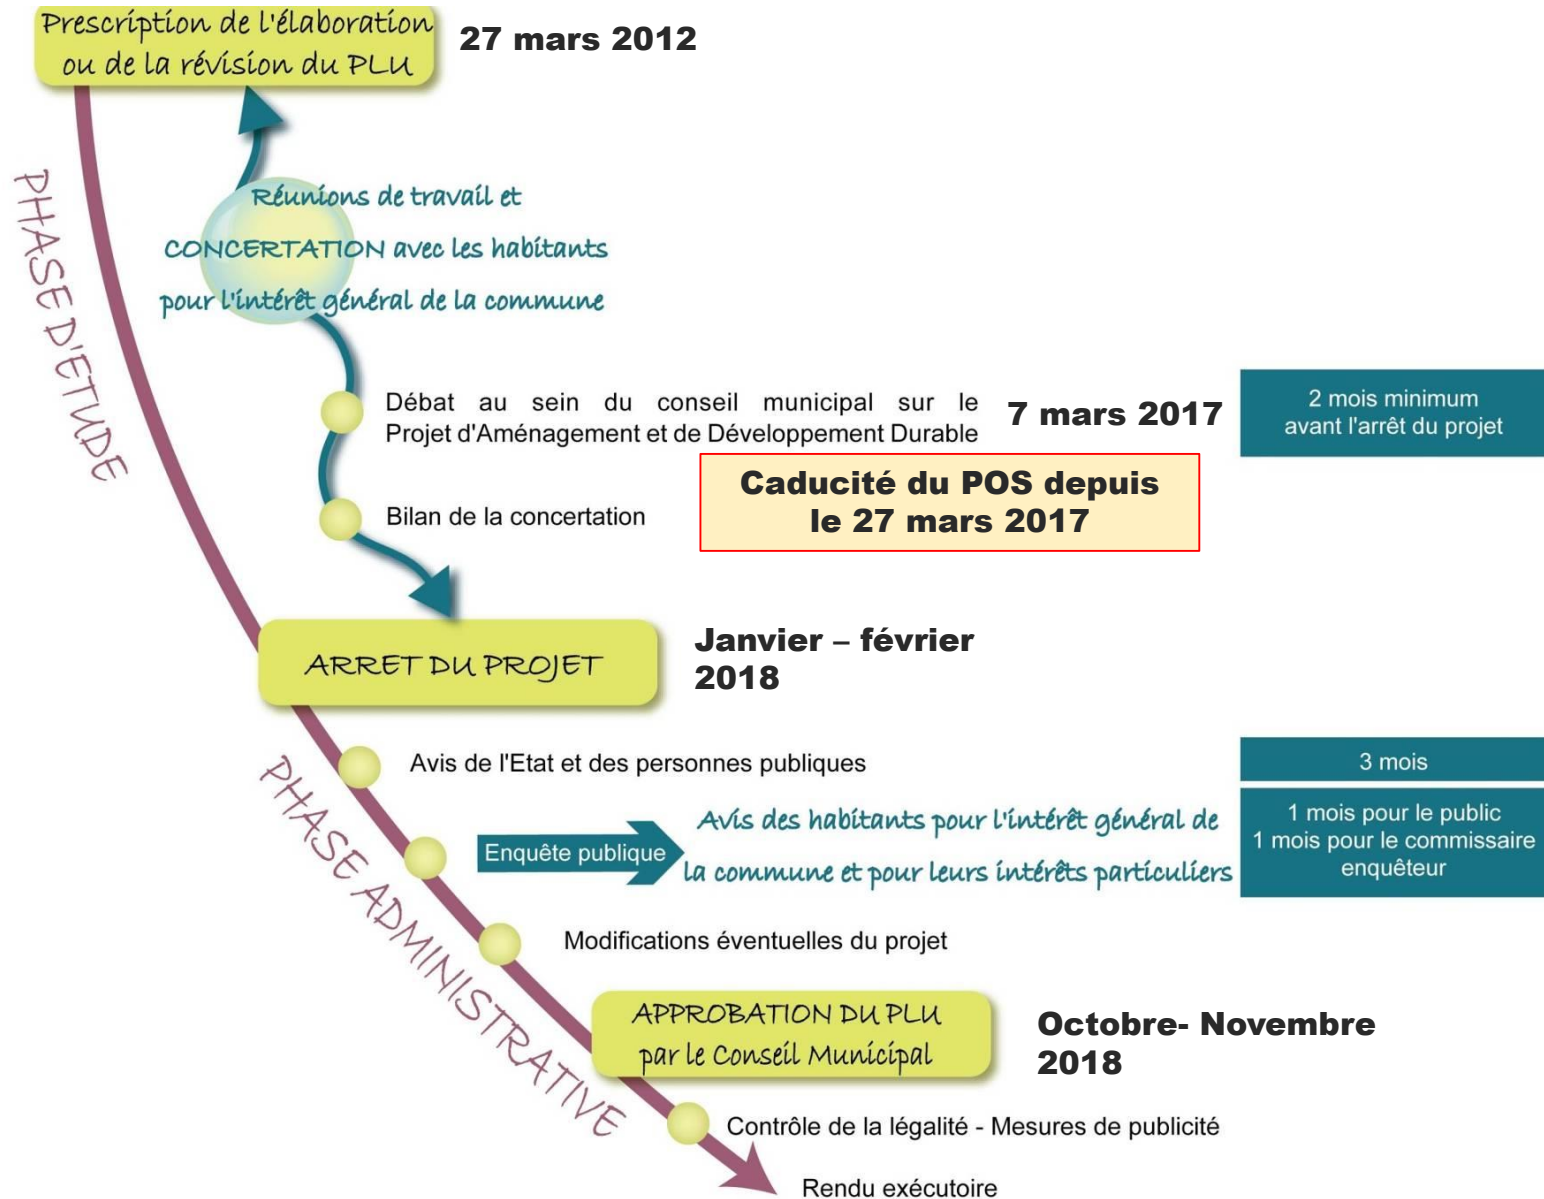 Prescription de l'élaboration
ou de la révision du PLU
27 mars 2012
PHASE D'ETUDE
Réunions de travail et
CONCERTATION avec les habitants
pour l'intérêt général de la commune
Débat au sein du conseil municipal sur le
Projet d'Aménagement et de Développement Durable
7 mars 2017
2 mois minimum
avant l'arrêt du projet
Caducité du POS depuis
le 27 mars 2017
Bilan de la concertation
ARRET DU PROJET
Janvier – février
2018
PHASE ADMINISTRATIVE
Avis de l'Etat et des personnes publiques
3 mois
Enquête publique
Avis des habitants pour l'intérêt général de
la commune et pour leurs intérêts particuliers
1 mois pour le public
1 mois pour le commissaire
enquêteur
Modifications éventuelles du projet
APPROBATION DU PLU
par le Conseil Municipal
Octobre- Novembre
2018
Contrôle de la légalité - Mesures de publicité
Rendu exécutoire